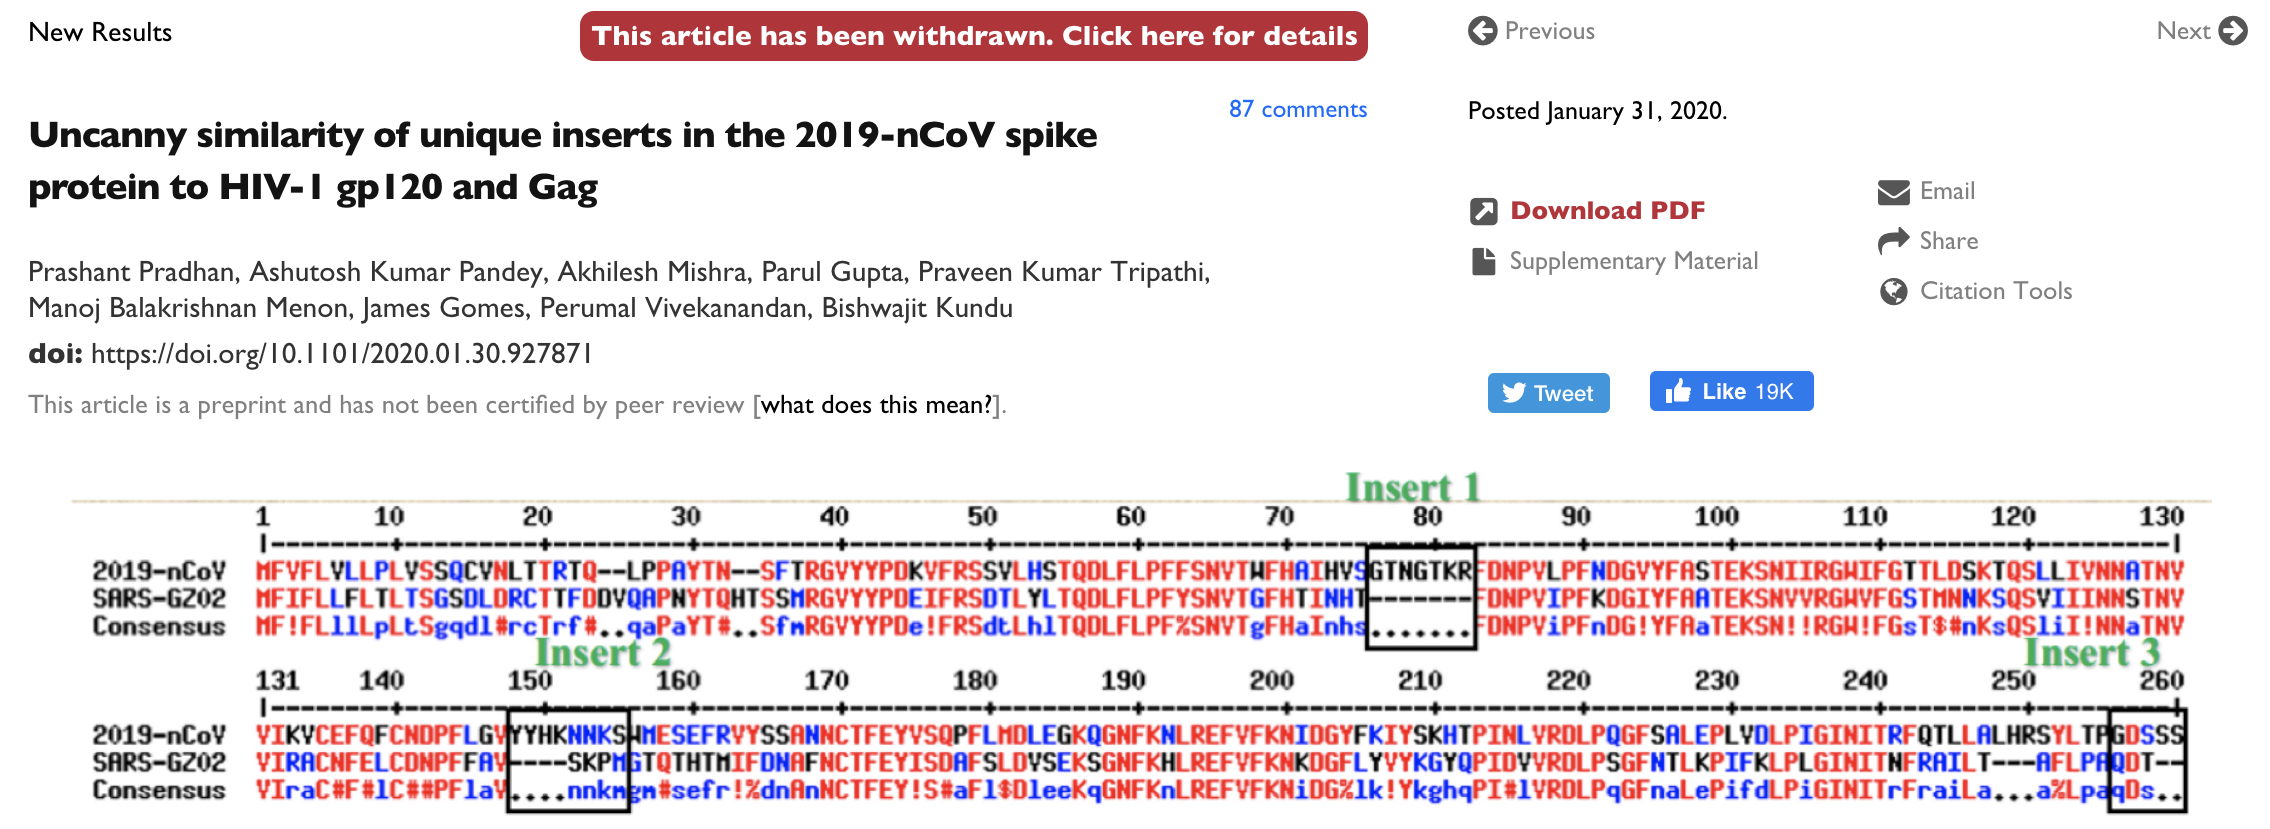 New Results
This article has been withdrawn. Click here for details
Previous
Next
87 comments
Posted January 31, 2020.
Uncanny similarity of unique inserts in the 2019-nCoV spike
protein to HIV-1 gp120 and Gag
Download PDF
Supplementary Material
Email
Share
Citation Tools
Prashant Pradhan, Ashutosh Kumar Pandey, Akhilesh Mishra, Parul Gupta, Praveen Kumar Tripathi,
Manoj Balakrishnan Menon, James Gomes, Perumal Vivekanandan, Bishwajit Kundu
doi: https://doi.org/10.1101/2020.01.30.927871
This article is a preprint and has not been certified by peer review [what does this mean?].
Tweet
Like 19K
Insert 1
1 10 20 30 40 50 60 70 80 90 100 110 120 130
|--------+---------+---------+---------+---------+---------+---------+---------+---------+---------+---------+---------+---------|
2019-nCoV MFVFLVLLPLVSSQCVNLTTRTQ--LPPAYTN--SFTRGVYYPDKVFRSSVLHSTQDLFLPFFSNVTWFHAIHVSGTNGTKRFDNPVLPFNDGVYFASTEKSNIIRGWIFGTTLDSKTQSLLIVNNATNV
SARS-GZ02 MFIFLLFLTLTSGSDLDRCTTFDDVQAPNYTQHTSSMRGVYYPDEIFRSDTLYLTQDLFLPFYSNVTGFHTINHT-------FDNPVIPFKDGIYFAATEKSNVVRGWVFGSTMNNKSQSVIIINNSTNV
Consensus MF!FLlLlpLtSgqdl#rcTrf#..qaPaYT#..SfmRGVYYPDe!FRSdtLhlTQDLFLPF%SNVTgFHaInhs.......FDNPViPFnDG!YFAaTEKSN!!RGW!FGsT$#nKsQSliI!NNaTNV
Insert 2
Insert 3
131 140 150 160 170 180 190 200 210 220 230 240 250 260
|--------+---------+---------+---------+---------+---------+---------+---------+---------+---------+---------+---------+---------|
2019-nCoV VIKVCEFQFCNDPFLGVYYHKNNKSWMESEFRVYSSANNCTFEYVSQPFLMDLEGKQGNFKNLREFVFKNIDGYFKIYSKHTPINLVRDLPQGFSALEPLVDLPIGINITRFQTLLALHRSYLTPGDSSS
SARS-GZ02 VIRACNFELCDNPFFAV----SKPMGTQTHTMIFDNAFNCTFEYISDAFSLDVSEKSGNFKHLREFVFKNKDGFLYVYKGYQPIDVVRDLPSGFNTLKPIFKLPLGINITNFRAILT---AFLPAQDT--
Consensus VIraC#F#lC##PFlaV....nnkmgm#sefr!%dnAnNCTFEY!S#aFl$DleeKqGNFKnLREFVFKNiDG%lk!YkghqPI#lVRDLPqGFnaLePifdLPiGINITrFraiLa...a%LpaqDs..